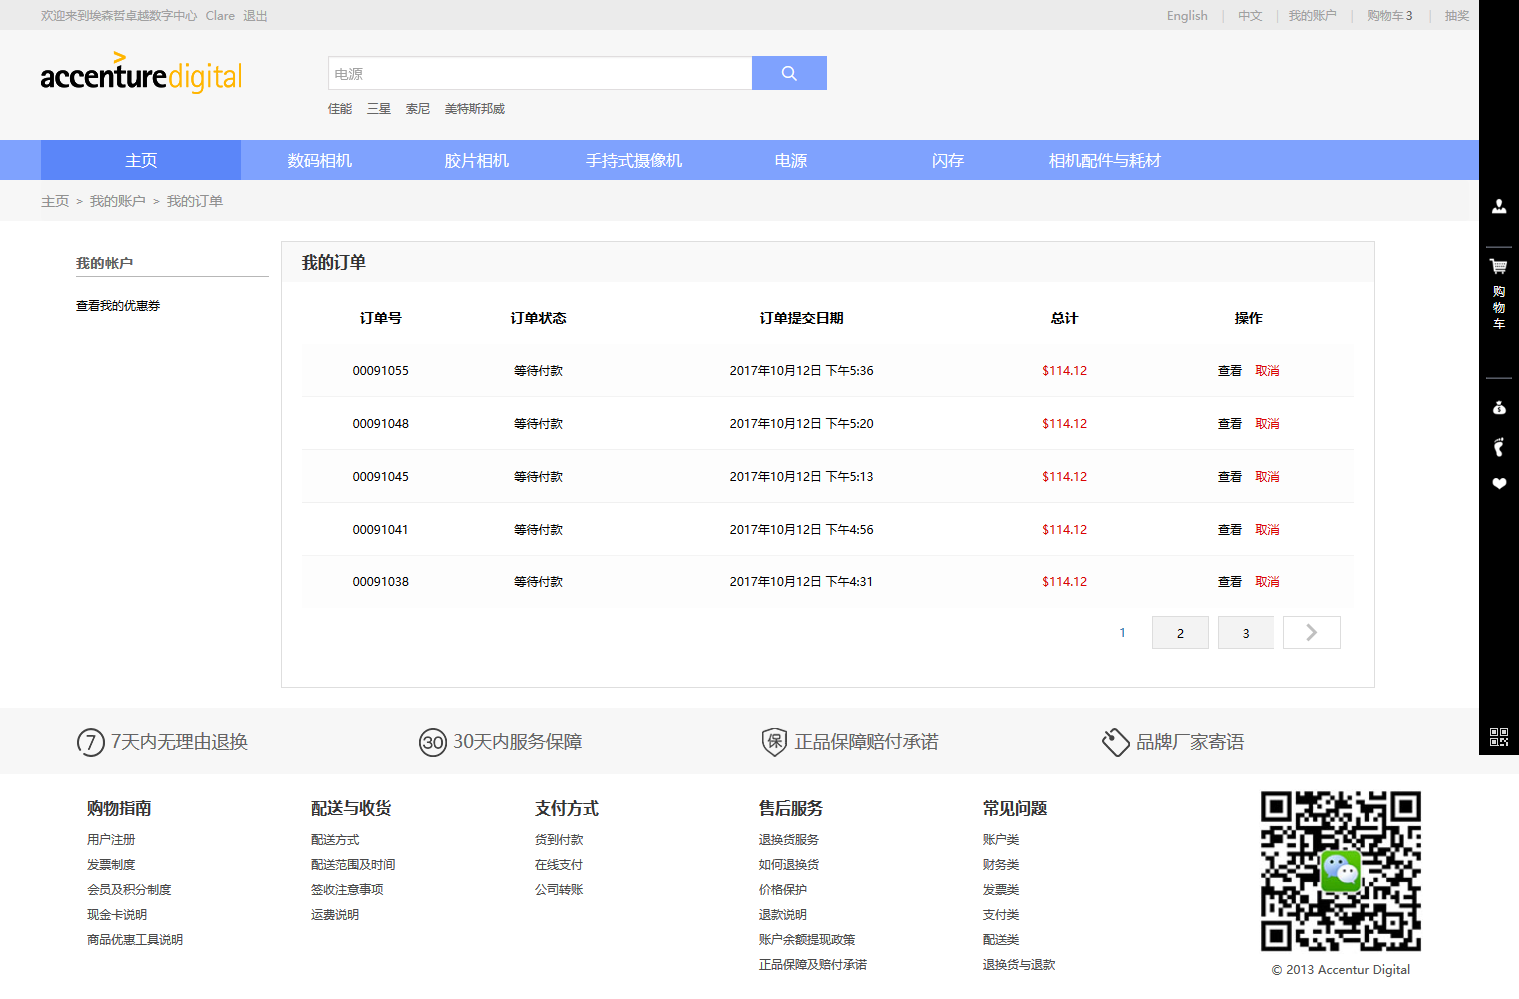 欢迎来到埃森哲卓越数字中心 Clare 退出
English | 中文 | 我的账户 | 购物车 3 | 抽奖
accenturedigital
电源
佳能 三星 索尼 美特斯邦威
主页 数码相机 胶片相机 手持式摄像机 电源 闪存 相机配件与耗材
主页 > 我的账户 > 我的订单
我的帐户
查看我的优惠券
我的订单
订单号 订单状态 订单提交日期 总计 操作
00091055 等待付款 2017年10月12日 下午5:36 $114.12 查看 取消
00091048 等待付款 2017年10月12日 下午5:20 $114.12 查看 取消
00091045 等待付款 2017年10月12日 下午5:13 $114.12 查看 取消
00091041 等待付款 2017年10月12日 下午4:56 $114.12 查看 取消
00091038 等待付款 2017年10月12日 下午4:31 $114.12 查看 取消
1 2 3
购物车
7 7天内无理由退换 30 30天内服务保障 保 正品保障赔付承诺 品牌厂家寄语
购物指南
用户注册
发票制度
会员及积分制度
现金卡说明
商品优惠工具说明
配送与收货
配送方式
配送范围及时间
签收注意事项
运费说明
支付方式
货到付款
在线支付
公司转账
售后服务
退换货服务
如何退换货
价格保护
退款说明
账户余额提现政策
正品保障及赔付承诺
常见问题
账户类
财务类
发票类
支付类
配送类
退换货与退款
© 2013 Accentur Digital